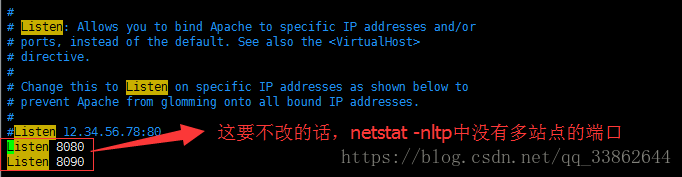 #
# Listen: Allows you to bind Apache to specific IP addresses and/or
# ports, instead of the default. See also the <VirtualHost>
# directive.
#
# Change this to Listen on specific IP addresses as shown below to
# prevent Apache from glomming onto all bound IP addresses.
#
#Listen 12.34.56.78:80
这要不改的话，netstat -nltp中没有多站点的端口
Listen 8080
Listen 8090
https://blog.csdn.net/qq_33862644